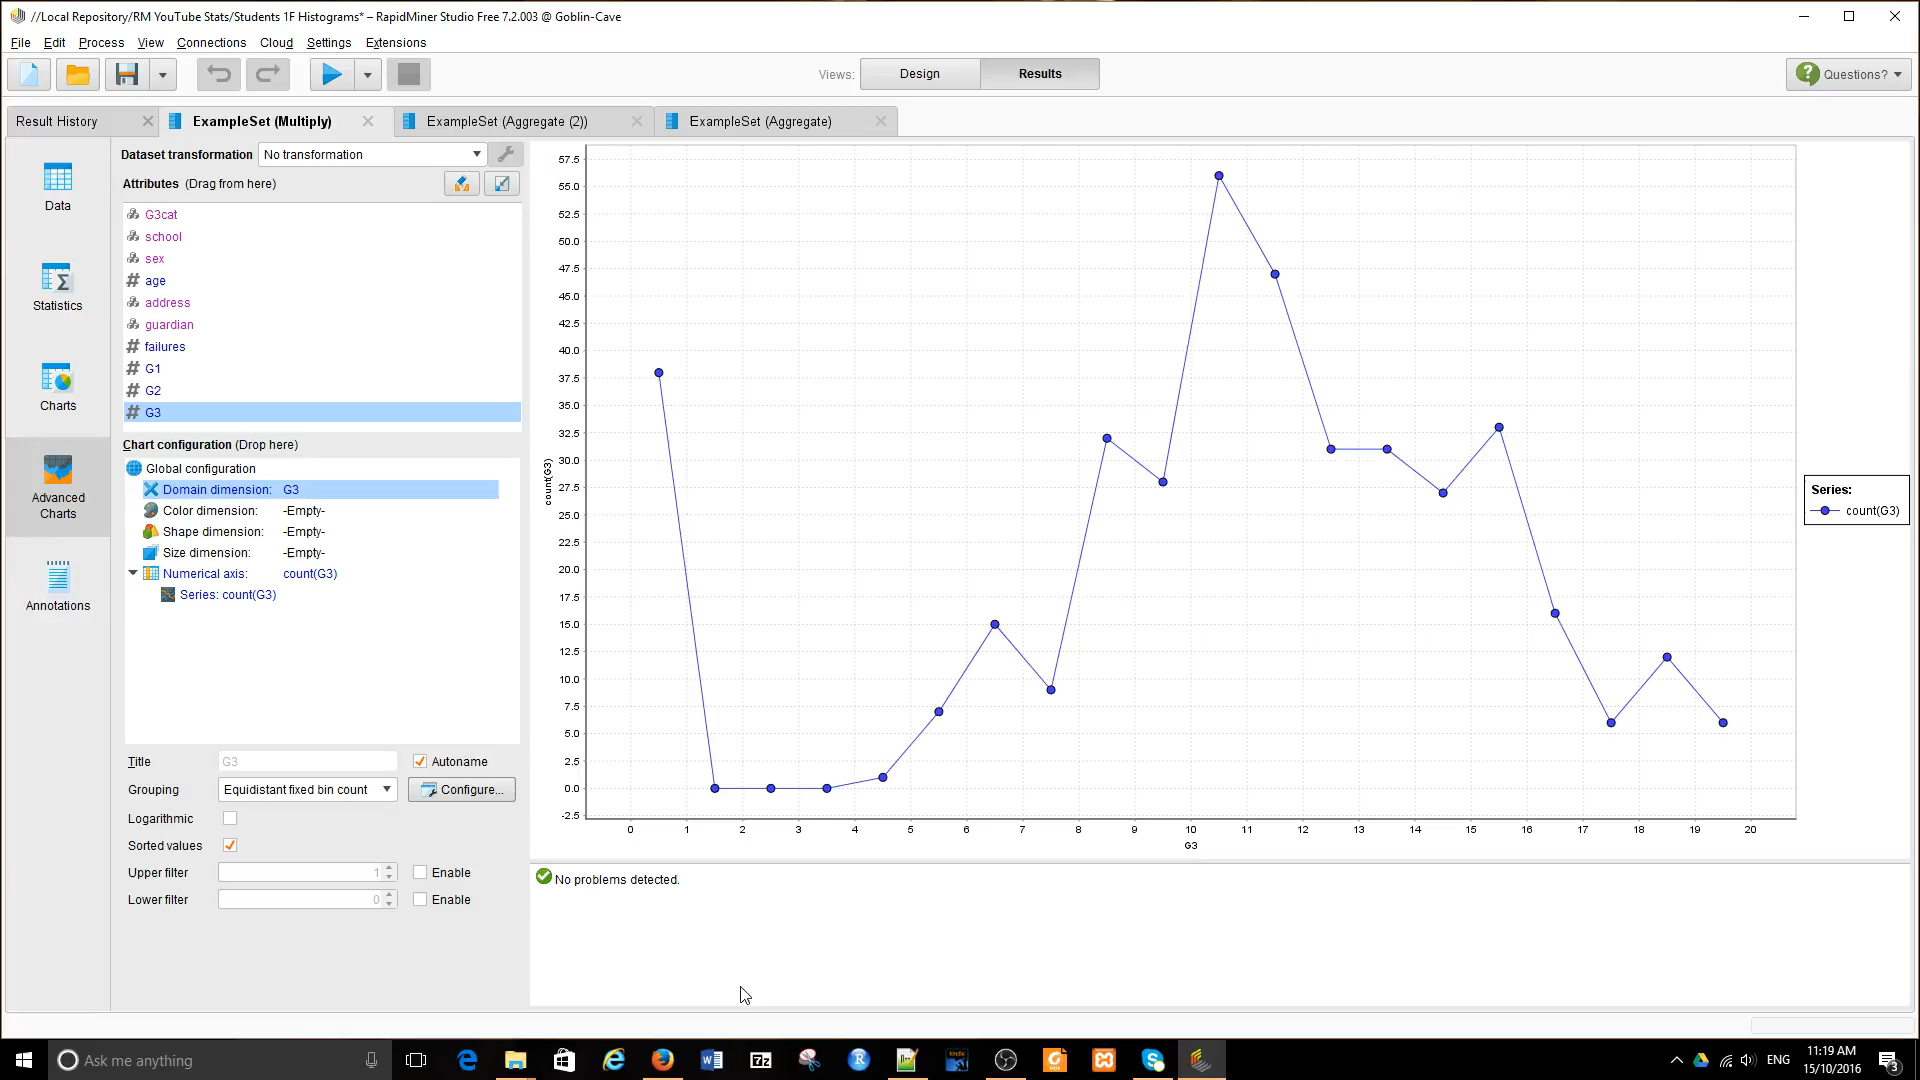 //Local Repository/RM YouTube Stats/Students 1F Histograms* – RapidMiner Studio Free 7.2.003 @ Goblin-Cave
File Edit Process View Connections Cloud Settings Extensions
Views: Design Results Questions?
Result History ExampleSet (Multiply) ExampleSet (Aggregate (2)) ExampleSet (Aggregate)
Data
Statistics
Charts
Advanced
Charts
Annotations
Dataset transformation No transformation
Attributes (Drag from here)
G3cat
school
sex
# age
address
guardian
# failures
# G1
# G2
# G3
Chart configuration (Drop here)
Global configuration
Domain dimension: G3
Color dimension: -Empty-
Shape dimension: -Empty-
Size dimension: -Empty-
Numerical axis: count(G3)
Series: count(G3)
Title G3 Autoname
Grouping Equidistant fixed bin count Configure...
Logarithmic
Sorted values
Upper filter 1 Enable
Lower filter 0 Enable
57.5
55.0
52.5
50.0
47.5
45.0
42.5
40.0
37.5
35.0
32.5
30.0
27.5
25.0
22.5
20.0
17.5
15.0
12.5
10.0
7.5
5.0
2.5
0.0
-2.5
count(G3)
0 1 2 3 4 5 6 7 8 9 10 11 12 13 14 15 16 17 18 19 20
G3
Series:
count(G3)
No problems detected.
Ask me anything
7z
R
kindle
PDF
ENG
11:19 AM
15/10/2016
3